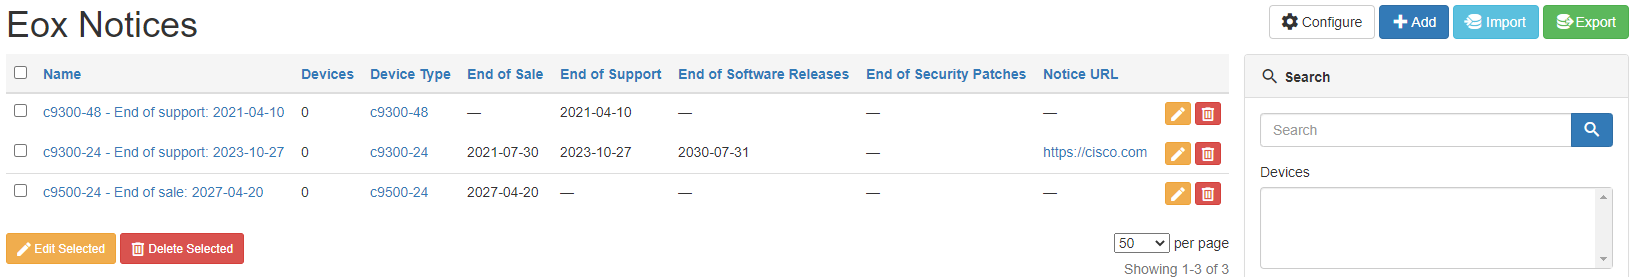 Eox Notices
Configure
Add
Import
Export
Name Devices Device Type End of Sale End of Support End of Software Releases End of Security Patches Notice URL
c9300-48 - End of support: 2021-04-10 0 c9300-48 — 2021-04-10 — — —
c9300-24 - End of support: 2023-10-27 0 c9300-24 2021-07-30 2023-10-27 2030-07-31 — https://cisco.com
c9500-24 - End of sale: 2027-04-20 0 c9500-24 2027-04-20 — — — —
Edit Selected
Delete Selected
50 per page
Showing 1-3 of 3
Search
Search
Devices